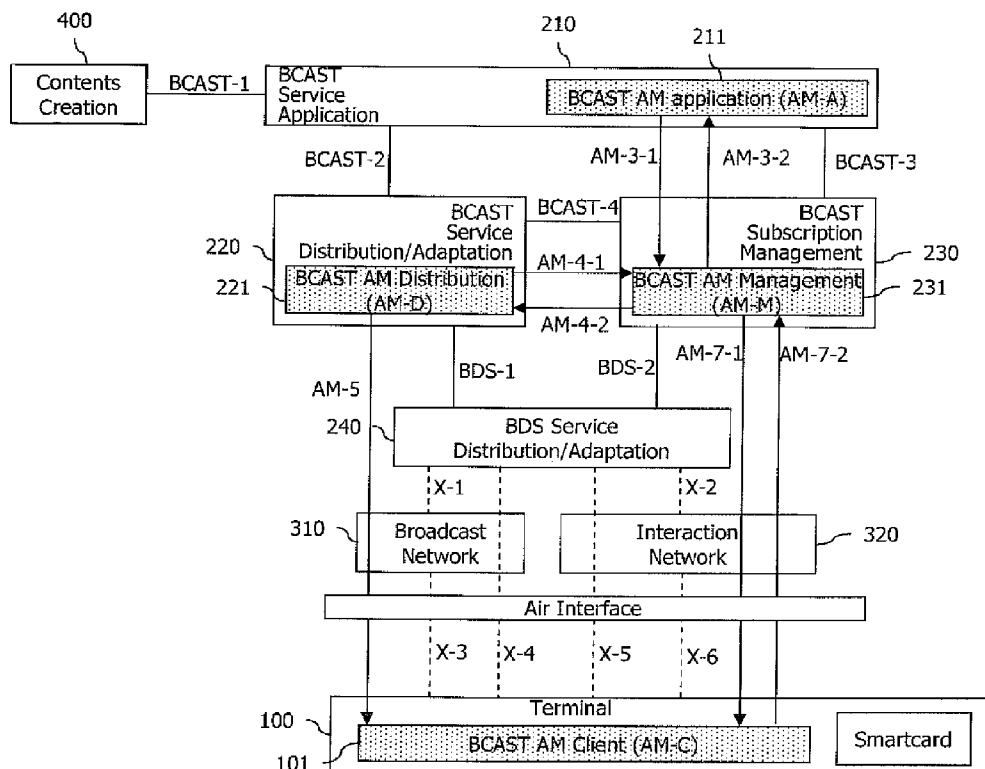 400
210
211
Contents
Creation
BCAST-1
BCAST
Service
Application
BCAST AM application (AM-A)
BCAST-2
AM-3-1
AM-3-2
BCAST-3
BCAST
Service
Distribution/Adaptation
BCAST-4
BCAST
Subscription
Management
220
230
BCAST AM Distribution
(AM-D)
221
AM-4-1
BCAST AM Management
(AM-M)
231
AM-4-2
AM-5
BDS-1
BDS-2
AM-7-1
AM-7-2
240
BDS Service
Distribution/Adaptation
X-1
X-2
310
Broadcast
Network
Interaction
Network
320
Air Interface
X-3
X-4
X-5
X-6
Terminal
100
101
BCAST AM Client (AM-C)
Smartcard